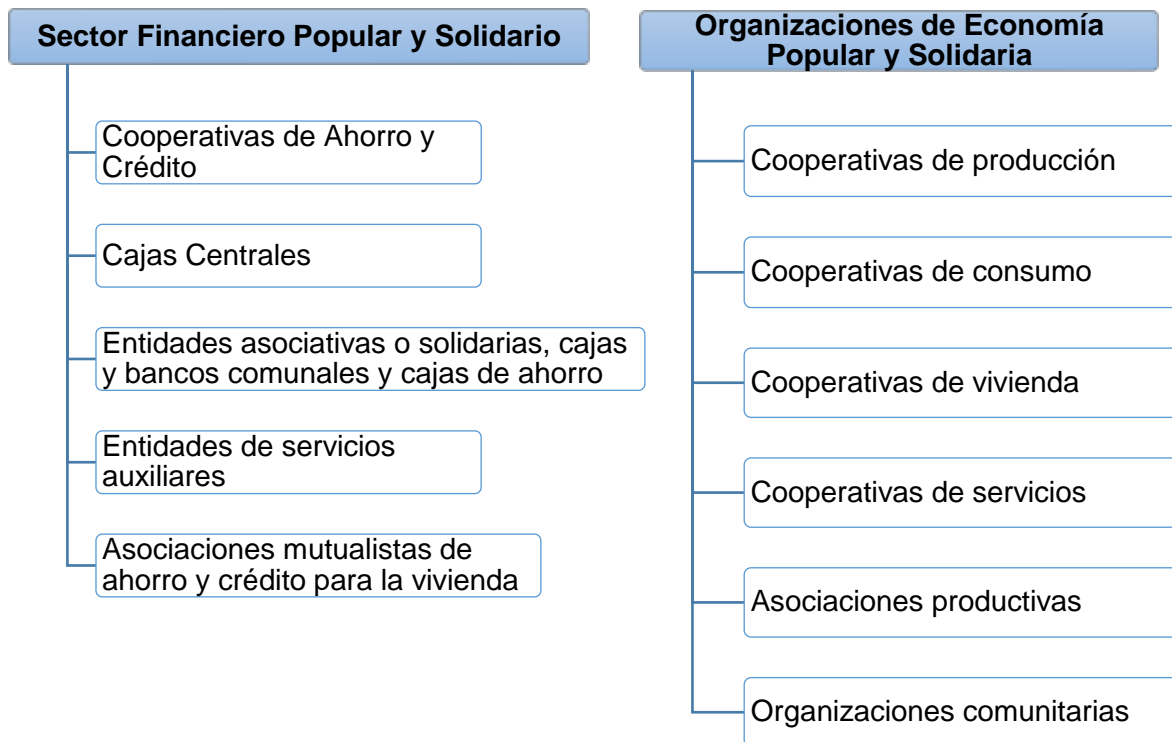 Sector Financiero Popular y Solidario
Cooperativas de Ahorro y
Crédito
Cajas Centrales
Entidades asociativas o solidarias, cajas
y bancos comunales y cajas de ahorro
Entidades de servicios
auxiliares
Asociaciones mutualistas de
ahorro y crédito para la vivienda
Organizaciones de Economía
Popular y Solidaria
Cooperativas de producción
Cooperativas de consumo
Cooperativas de vivienda
Cooperativas de servicios
Asociaciones productivas
Organizaciones comunitarias